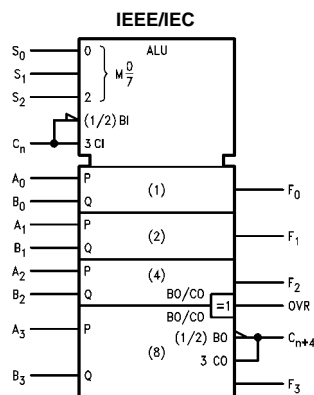 IEEE/IEC
ALU
S0 0
S1 M 0/7
S2 2
(1/2) BI
Cn 3 CI
A0 P
(1)
B0 Q F0
A1 P
(2)
B1 Q F1
A2 P
(4)
B2 Q F2
BO/CO
=1 OVR
BO/CO
A3 P
(1/2) BO Cn+4
3 CO
(8)
B3 Q
F3